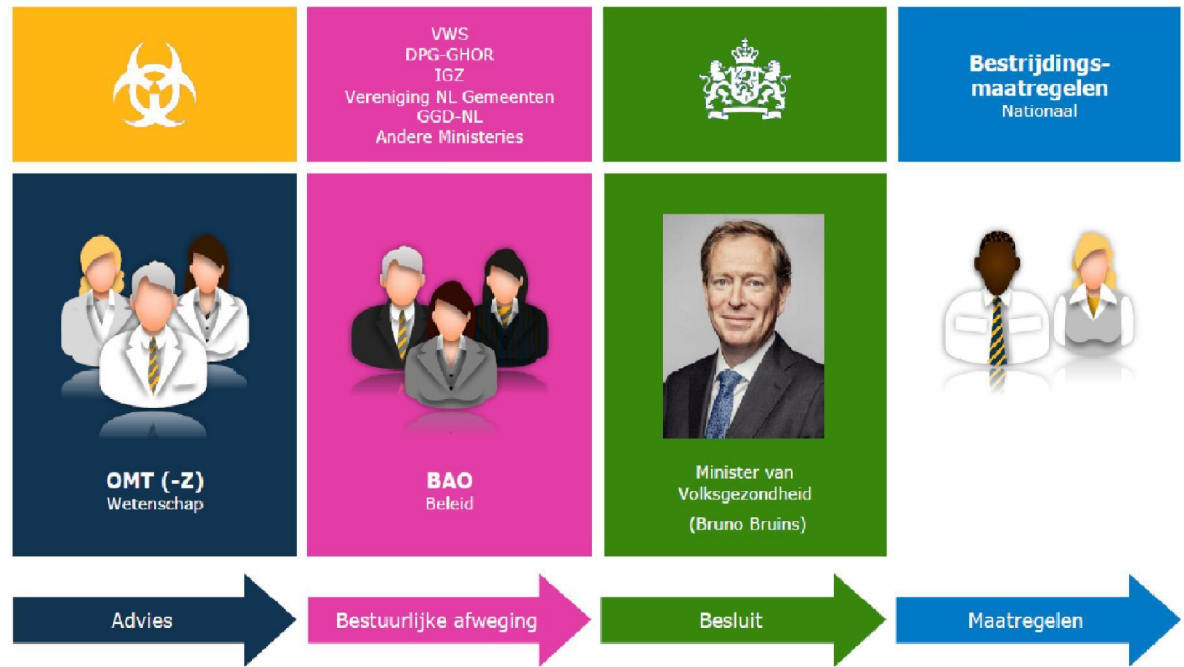 VWS
DPG-GHOR
IGZ
Vereniging NL Gemeenten
GGD-NL
Andere Ministeries
Bestrijdings-
maatregelen
Nationaal
OMT (-Z)
Wetenschap
BAO
Beleid
Minister van
Volksgezondheid
(Bruno Bruins)
Advies
Bestuurlijke afweging
Besluit
Maatregelen